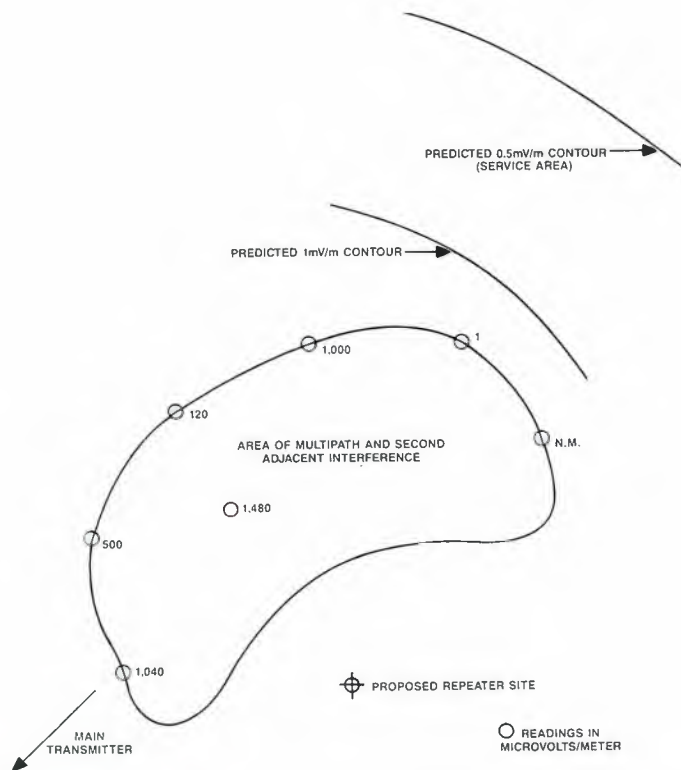 PREDICTED 0.5mV/m CONTOUR
(SERVICE AREA)
PREDICTED 1mV/m CONTOUR
1
1,000
120
N.M.
AREA OF MULTIPATH AND SECOND
ADJACENT INTERFERENCE
1,480
500
1,040
PROPOSED REPEATER SITE
MAIN
TRANSMITTER
READINGS IN
MICROVOLTS/METER